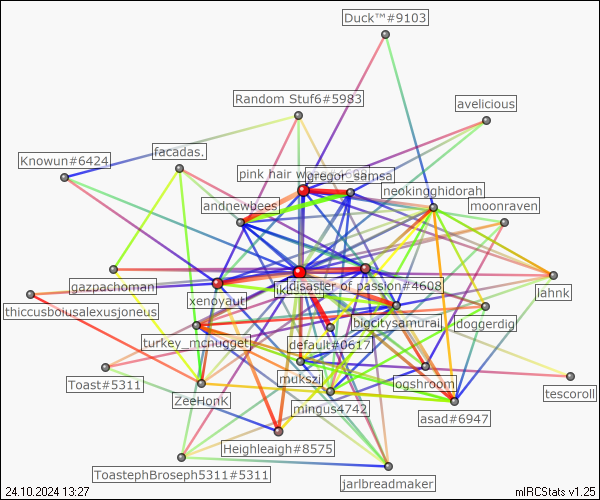 Duck™#9103
Random Stuf6#5983
avelicious
facadas.
Knowun#6424
pink hair w
gregor_samsa
neokingghidorah
andnewbees
moonraven
gazpachoman
disaster of passion#4608
lahnk
xenoyaut
thiccusboiusalexusjoneus
bigcitysamurai
doggerdig
turkey_mcnugget
default#0617
mukszi
logshroom
Toast#5311
ZeeHonK
tescoroll
mingus4742
asad#6947
Heighleaigh#8575
ToastephBroseph5311#5311
jarlbreadmaker
24.10.2024 13:27
mIRCStats v1.25